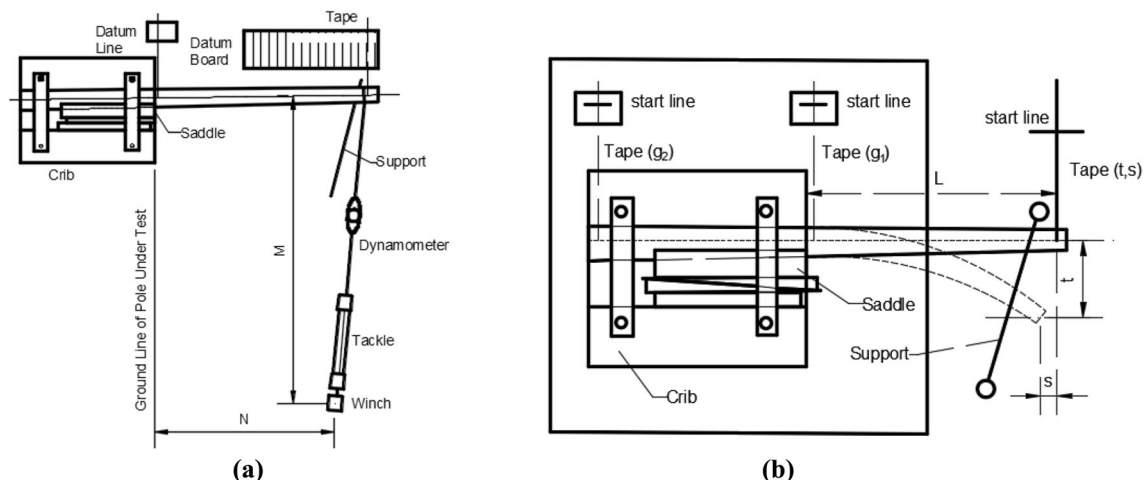 Datum
Line
Tape
Datum
Board
Saddle
Support
Crib
Ground Line of Pole Under Test
M
Dynamometer
Tackle
Winch
N
(a)
start line
start line
start line
Tape (g₂)
Tape (g₁)
Tape (t,s)
L
Saddle
t
Support
s
Crib
(b)